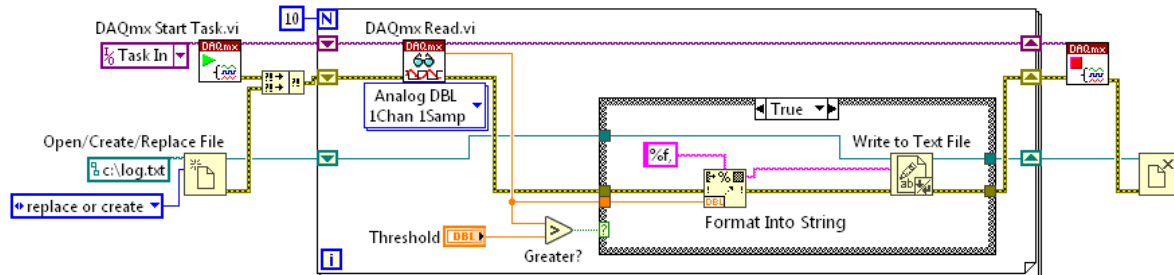 DAQmx Start Task.vi
Task In
DAQmx
10
N
DAQmx Read.vi
DAQmx
Analog DBL
1Chan 1Samp
DAQmx
Open/Create/Replace File
c:\log.txt
replace or create
True
%f,
Write to Text File
ab
%
DBL
Format Into String
Threshold
DBL
>
Greater?
?
i